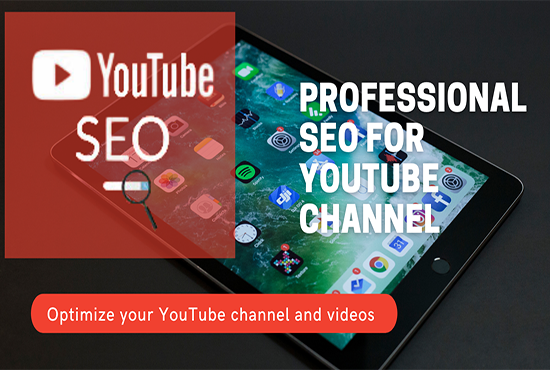 YouTube
SEO
PROFESSIONAL
SEO FOR
YOUTUBE
CHANNEL
Optimize your YouTube channel and videos